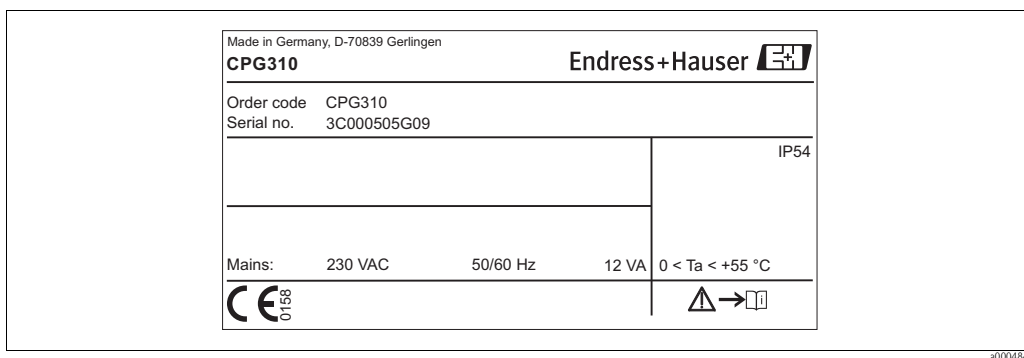 Made in Germany, D-70839 Gerlingen
CPG310
Endress+Hauser
Order code CPG310
Serial no. 3C000505G09
IP54
Mains: 230 VAC 50/60 Hz 12 VA 0 < Ta < +55 °C
CE 0158